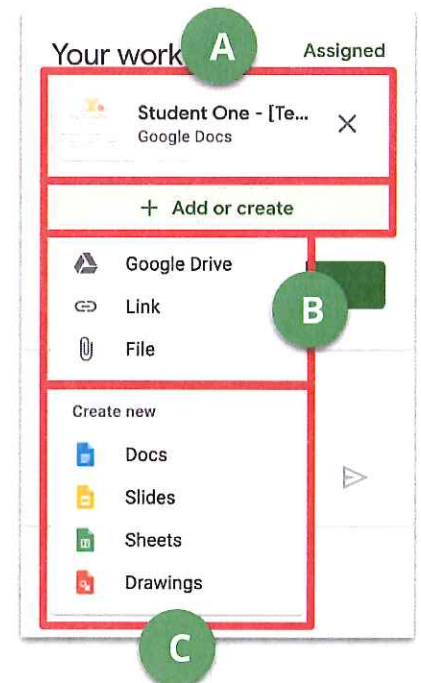 Your work
A
Assigned
Student One - [Te...
Google Docs
+ Add or create
Google Drive
Link
B
File
Create new
Docs
Slides
Sheets
Drawings
C